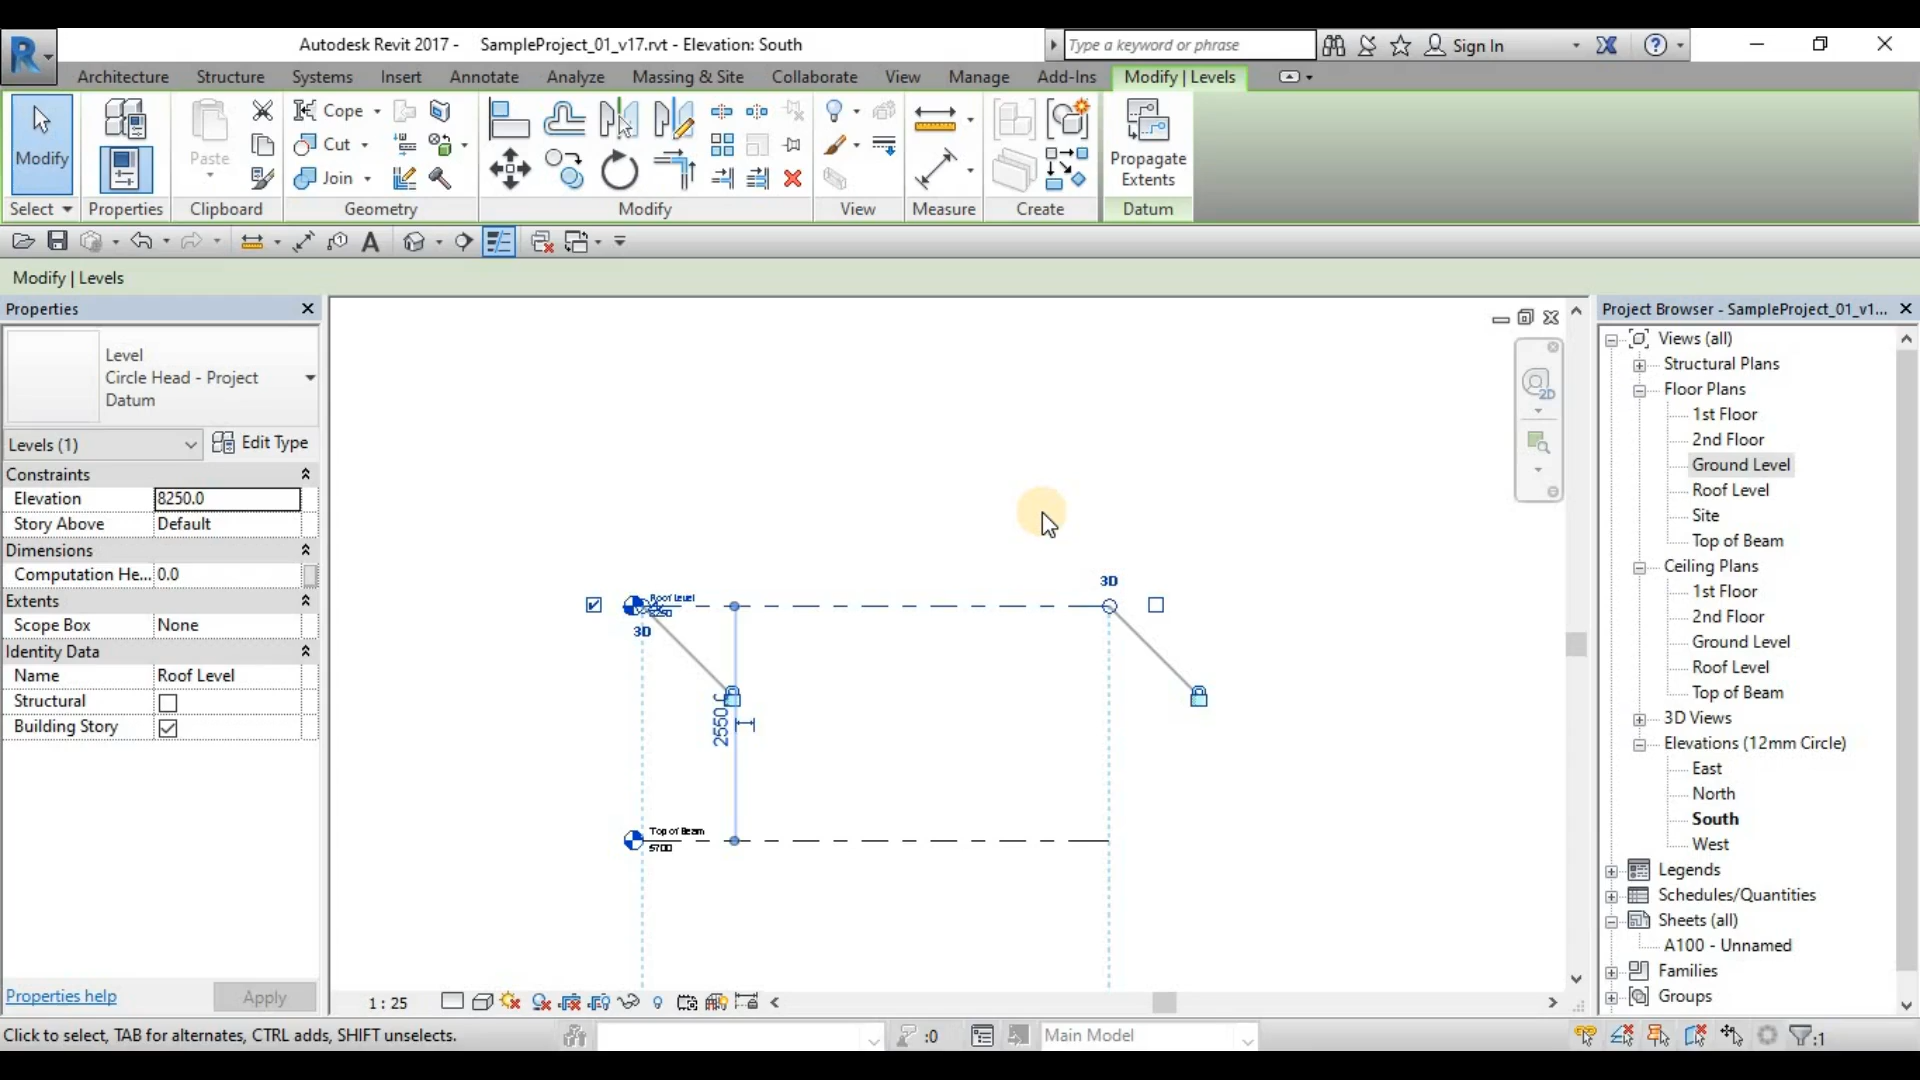 Autodesk Revit 2017 - SampleProject_01_v17.rvt - Elevation: South
Type a keyword or phrase
Sign In
Architecture Structure Systems Insert Annotate Analyze Massing & Site Collaborate View Manage Add-Ins Modify | Levels
Modify
Paste
Cope
Cut
Join
Propagate
Extents
Select Properties Clipboard Geometry Modify View Measure Create Datum
Modify | Levels
Properties
Level
Circle Head - Project
Datum
Levels (1)
Edit Type
Constraints
Elevation 8250.0
Story Above Default
Dimensions
Computation He... 0.0
Extents
Scope Box None
Identity Data
Name Roof Level
Structural
Building Story
Properties help
Apply
3D
Roof Level
8250
3D
2550
Top of Beam
5700
2D
1 : 25
Project Browser - SampleProject_01_v1...
Views (all)
Structural Plans
Floor Plans
1st Floor
2nd Floor
Ground Level
Roof Level
Site
Top of Beam
Ceiling Plans
1st Floor
2nd Floor
Ground Level
Roof Level
Top of Beam
3D Views
Elevations (12mm Circle)
East
North
South
West
Legends
Schedules/Quantities
Sheets (all)
A100 - Unnamed
Families
Groups
Click to select, TAB for alternates, CTRL adds, SHIFT unselects.
:0
Main Model
:1